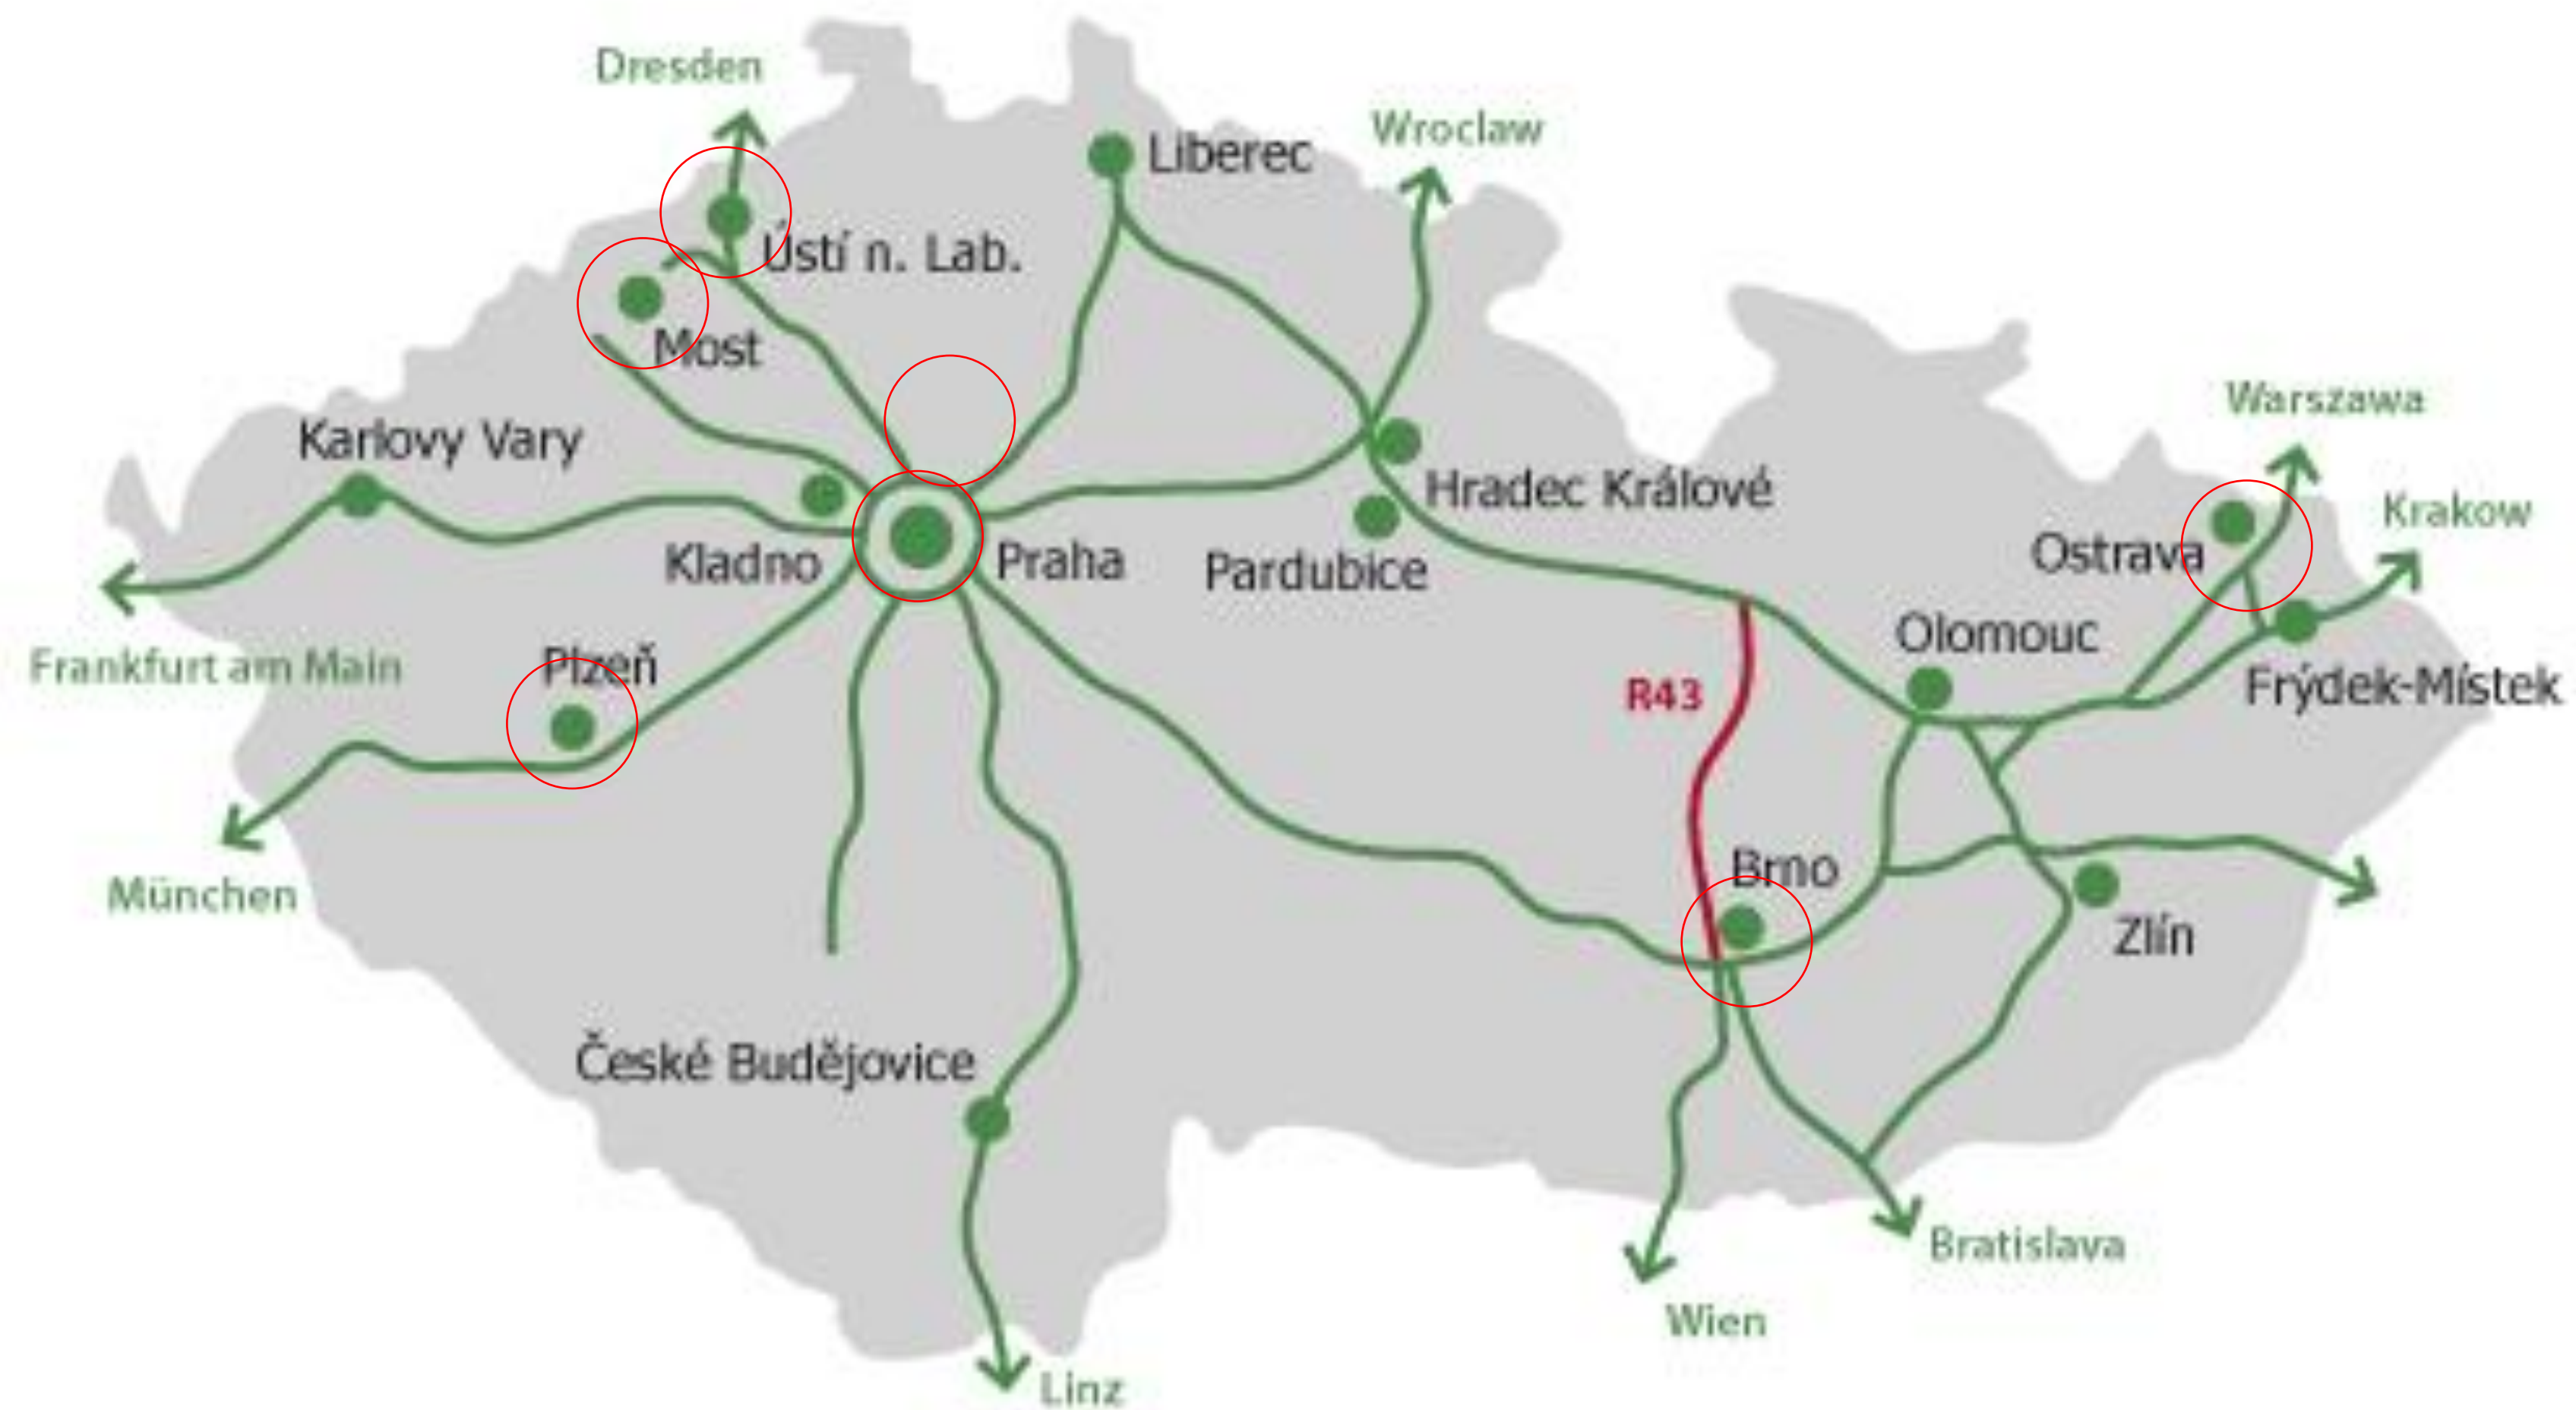 Dresden
Wroclaw
Liberec
Ústí n. Lab.
Most
Warszawa
Karlovy Vary
Krakow
Hradec Králové
Ostrava
Kladno
Praha
Pardubice
Olomouc
Frankfurt am Main
Plzeň
R43
Frýdek-Místek
Brno
München
Zlín
České Budějovice
Bratislava
Wien
Linz